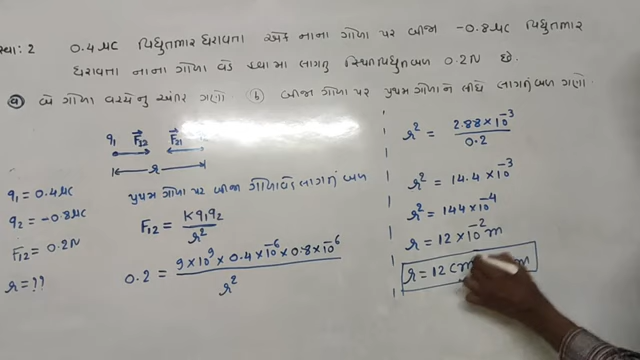 સ્વા: 2 0.4 μC વિદ્યુતભાર ધરાવતા એક નાના ગોળા પર બીજા -0.8 μC વિદ્યુતભાર
ધરાવતા નાના ગોળા વડે હવામાં લાગતું સ્થિતવિદ્યુતબળ 0.2 N છે.
(a) બે ગોળા વચ્ચેનું અંતર ગણો. (b) બીજા ગોળા પર પ્રથમ ગોળાને લીધે લાગતું બળ ગણો.
q₁ F⃗₁₂ F⃗₂₁
r
q₁ = 0.4 μC
q₂ = -0.8 μC
F₁₂ = 0.2 N
r = ??
પ્રથમ ગોળા પર બીજા ગોળાવડે લાગતું બળ
F₁₂ = Kq₁q₂ / r²
0.2 = 9 × 10⁹ × 0.4 × 10⁻⁶ × 0.8 × 10⁻⁶ / r²
r² = 2.88 × 10⁻³ / 0.2
r² = 14.4 × 10⁻³
r² = 144 × 10⁻⁴
r = 12 × 10⁻² m
r = 12 cm m